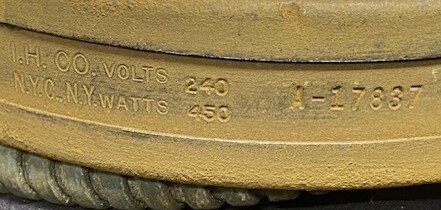 I.H. CO. VOLTS 240 A-17837
N.Y.C., N.Y. WATTS 450